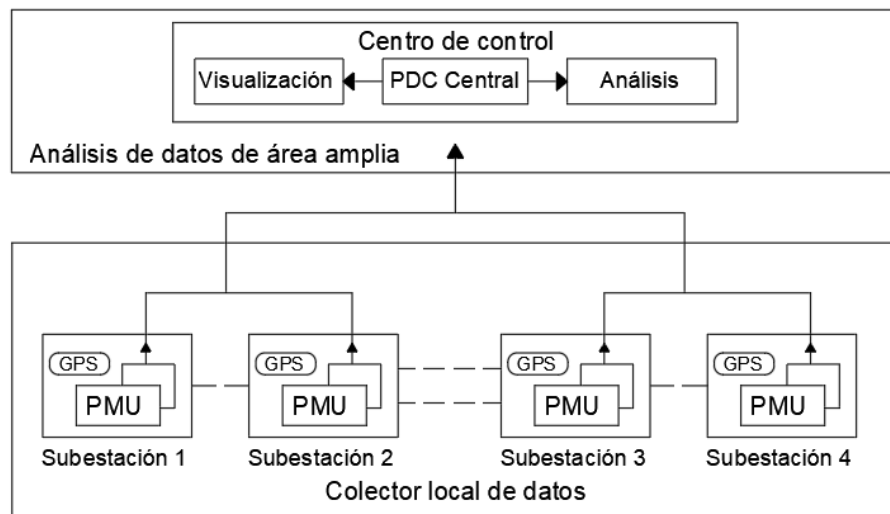 Centro de control
Visualización
PDC Central
Análisis
Análisis de datos de área amplia
GPS
PMU
Subestación 1
GPS
PMU
Subestación 2
GPS
PMU
Subestación 3
GPS
PMU
Subestación 4
Colector local de datos